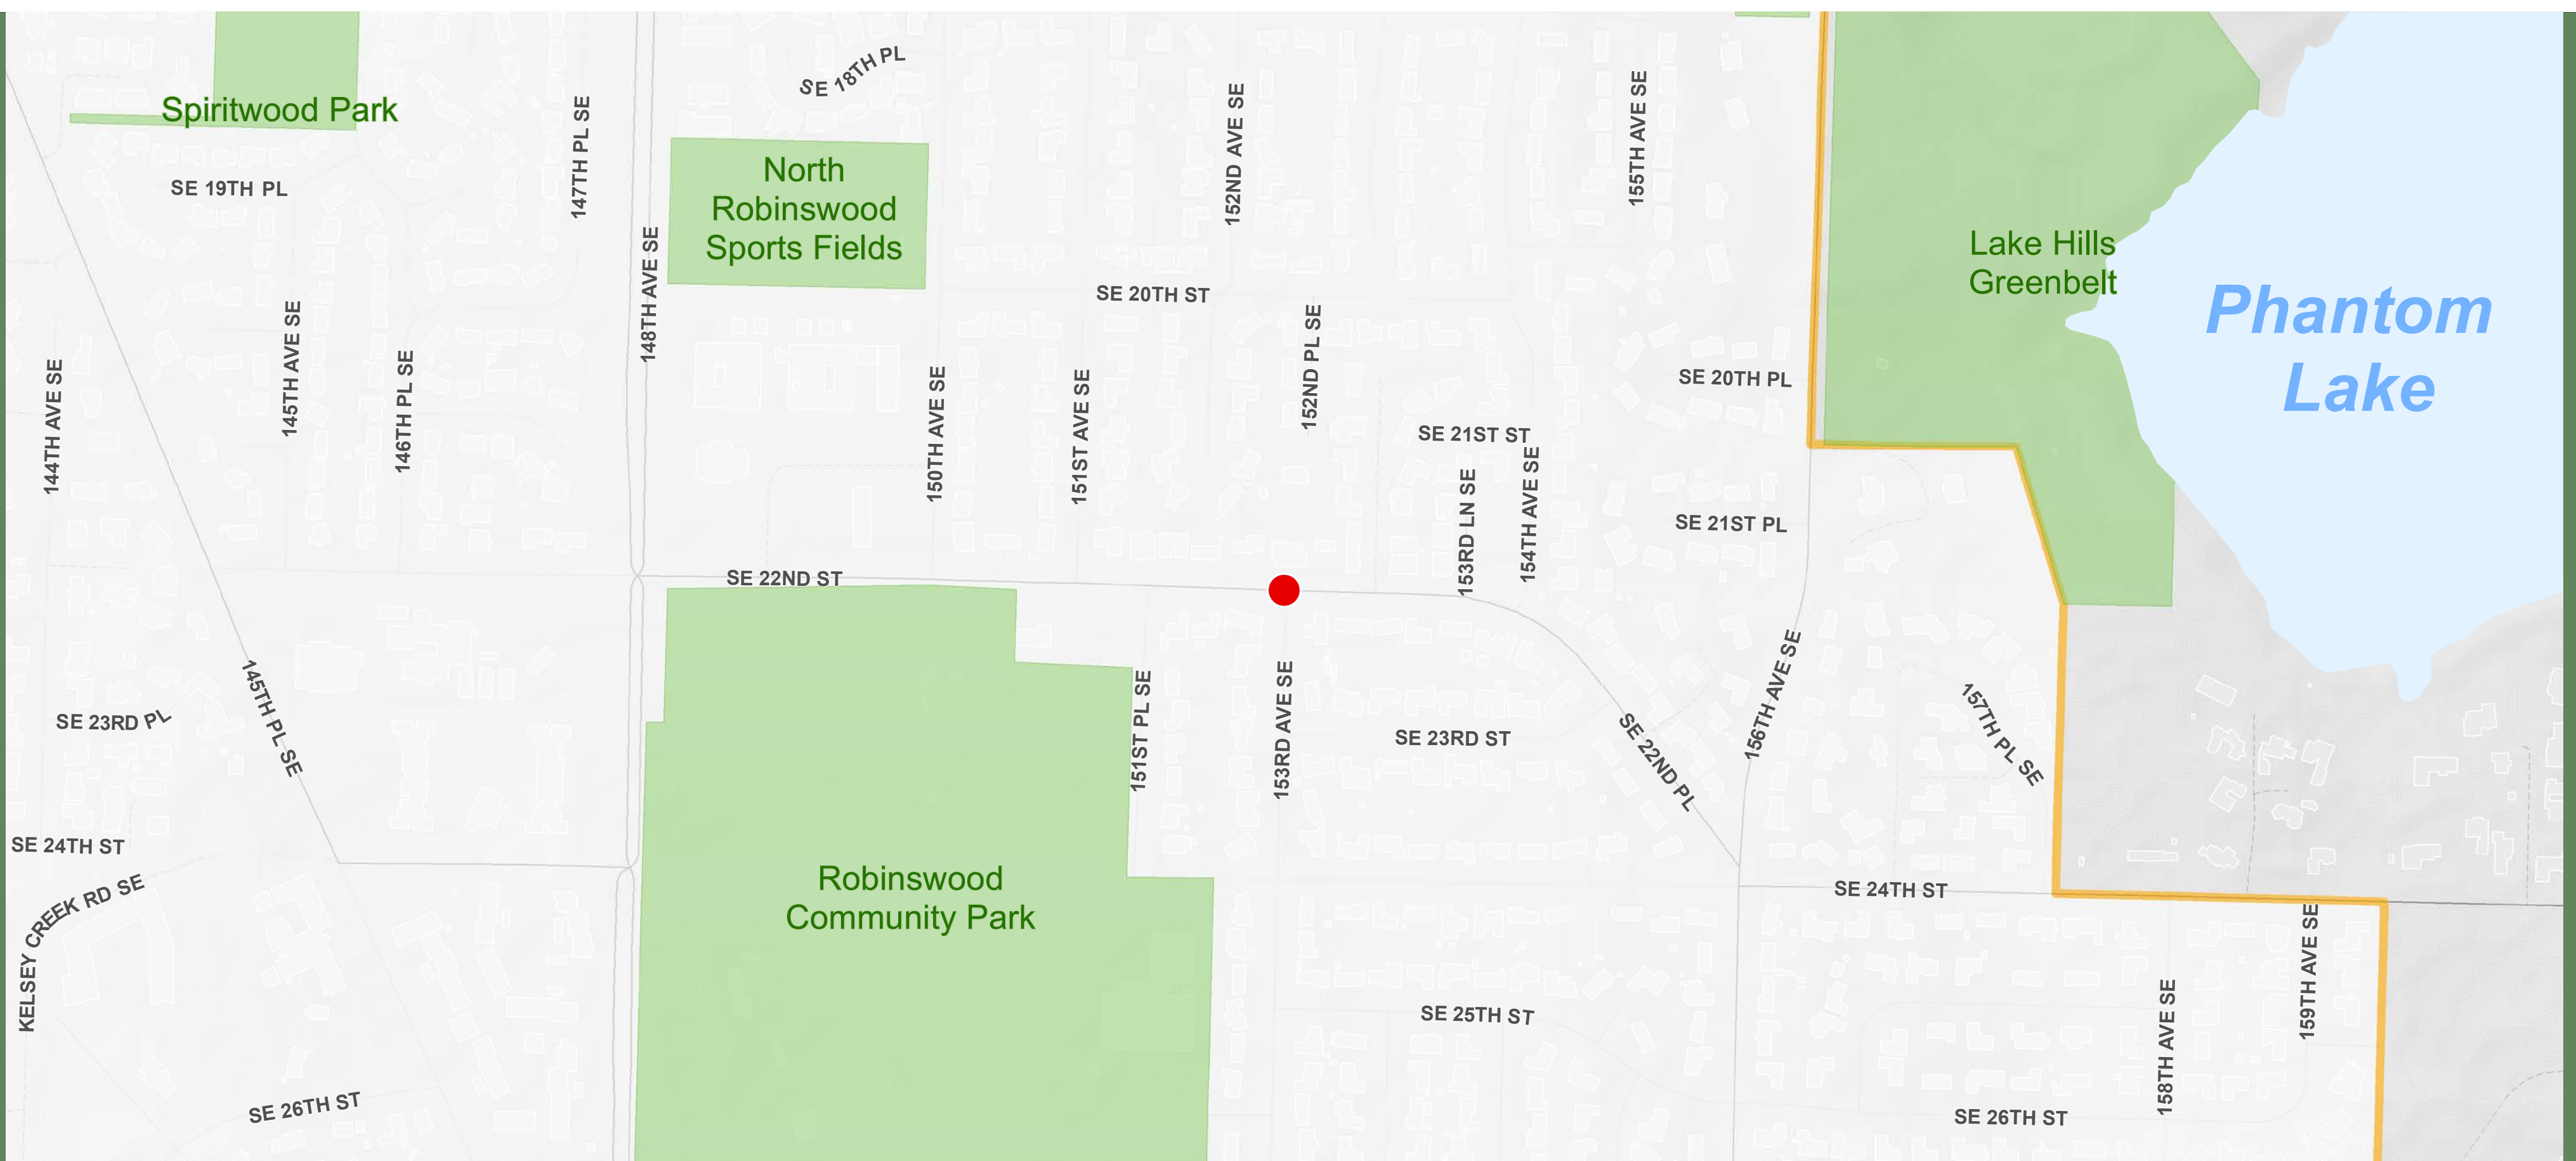 SE 18TH PL
Spiritwood Park
147TH PL SE
152ND AVE SE
155TH AVE SE
SE 19TH PL
North
Robinswood
Sports Fields
148TH AVE SE
Lake Hills
Greenbelt
Phantom
Lake
SE 20TH ST
152ND PL SE
145TH AVE SE
146TH PL SE
144TH AVE SE
150TH AVE SE
151ST AVE SE
SE 20TH PL
SE 21ST ST
153RD LN SE
154TH AVE SE
SE 21ST PL
SE 22ND ST
145TH PL SE
SE 23RD PL
151ST PL SE
153RD AVE SE
SE 23RD ST
SE 22ND PL
156TH AVE SE
157TH PL SE
SE 24TH ST
KELSEY CREEK RD SE
Robinswood
Community Park
SE 24TH ST
159TH AVE SE
158TH AVE SE
SE 25TH ST
SE 26TH ST
SE 26TH ST